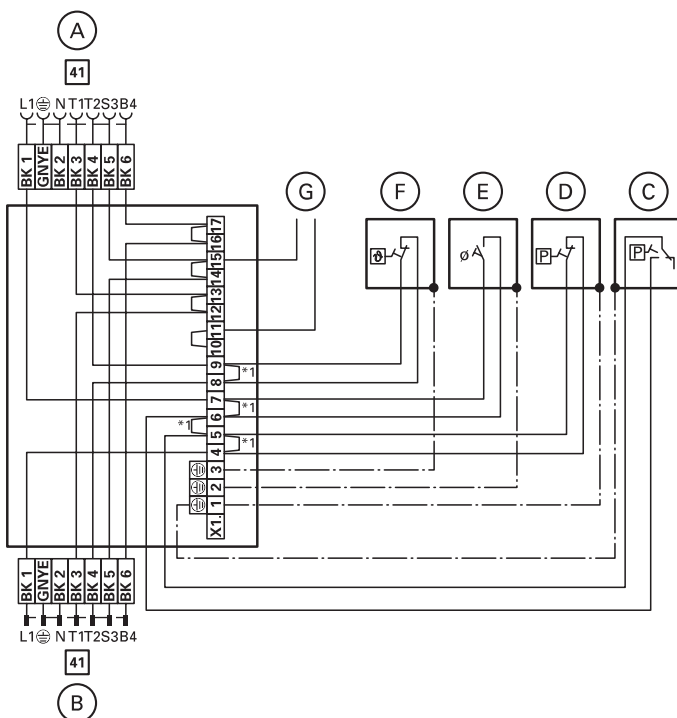 A
41
L1 N T1 T2 S3 B4
BK 1
GNYE
BK 2
BK 3
BK 4
BK 5
BK 6
G
F
E
D
C
17
16
15
14
13
12
11
10
9
8
7
6
5
4
3
2
1
X1.
*1
*1
*1
*1
ϑ
ø A
P
P
BK 1
GNYE
BK 2
BK 3
BK 4
BK 5
BK 6
L1 N T1 T2 S3 B4
41
B